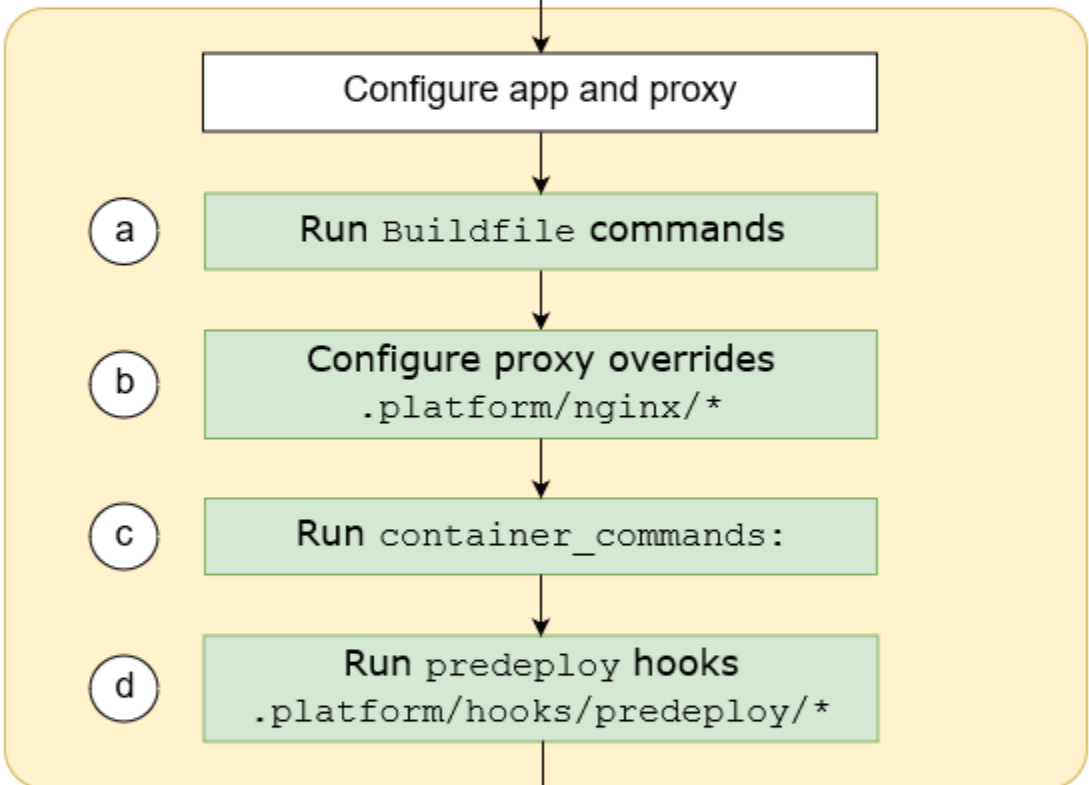 Configure app and proxy
a
Run Buildfile commands
b
Configure proxy overrides
.platform/nginx/*
c
Run container_commands:
d
Run predeploy hooks
.platform/hooks/predeploy/*